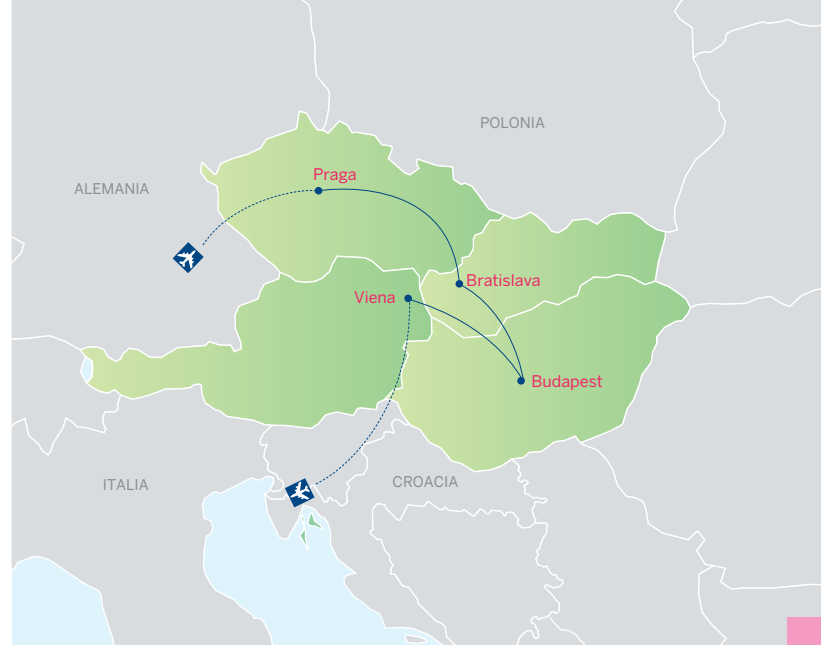 POLONIA
Praga
ALEMANIA
Bratislava
Viena
Budapest
CROACIA
ITALIA